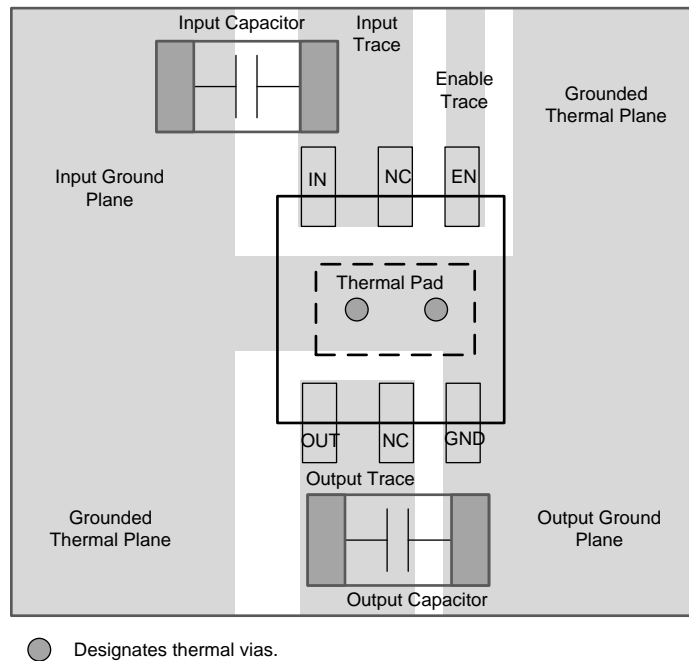 Input Capacitor
Input
Trace
Enable
Trace
Grounded
Thermal Plane
Input Ground
Plane
IN
NC
EN
Thermal Pad
OUT
NC
GND
Output Trace
Grounded
Thermal Plane
Output Ground
Plane
Output Capacitor
Designates thermal vias.